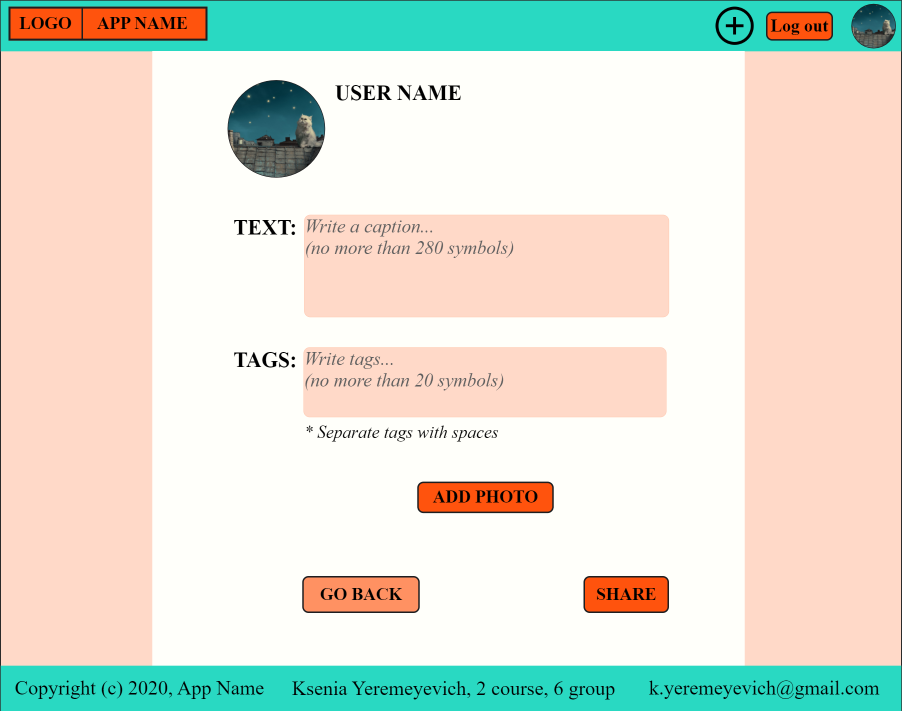 LOGO APP NAME Log out
USER NAME
TEXT: Write a caption...
(no more than 280 symbols)
TAGS: Write tags...
(no more than 20 symbols)
* Separate tags with spaces
ADD PHOTO
GO BACK SHARE
Copyright (c) 2020, App Name Ksenia Yeremeyevich, 2 course, 6 group k.yeremeyevich@gmail.com